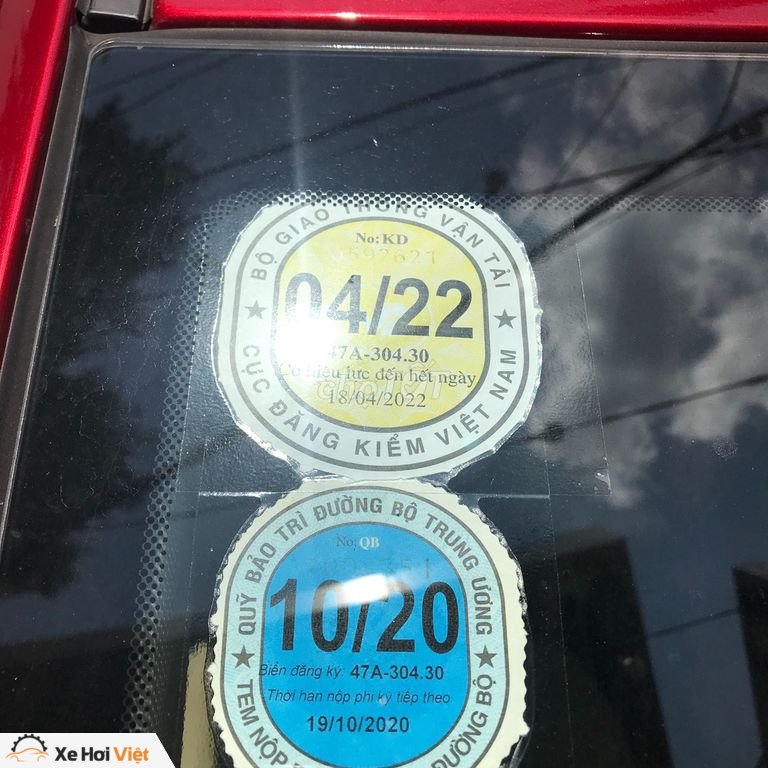 BỘ GIAO THÔNG VẬN TẢI
No: KD
04/22
47A-304.30
Có hiệu lực đến hết ngày
18/04/2022
CỤC ĐĂNG KIỂM VIỆT NAM
QUỸ BẢO TRÌ ĐƯỜNG BỘ TRUNG ƯƠNG
No: QB
10/20
Biển đăng ký: 47A-304.30
Thời hạn nộp phí kỳ tiếp theo
19/10/2020
TEM NỘP
ĐƯỜNG BỘ
Xe Hơi Việt